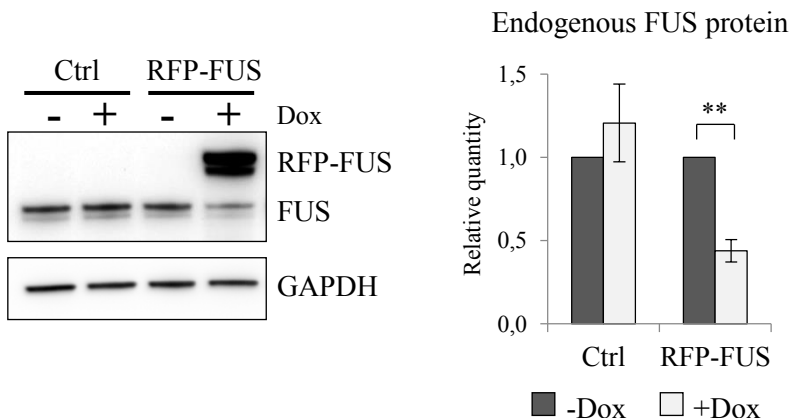 Ctrl RFP-FUS
- + - + Dox
RFP-FUS
FUS
GAPDH
Endogenous FUS protein
Relative quantity
1,5
1,0
0,5
0,0
**
Ctrl RFP-FUS
-Dox +Dox